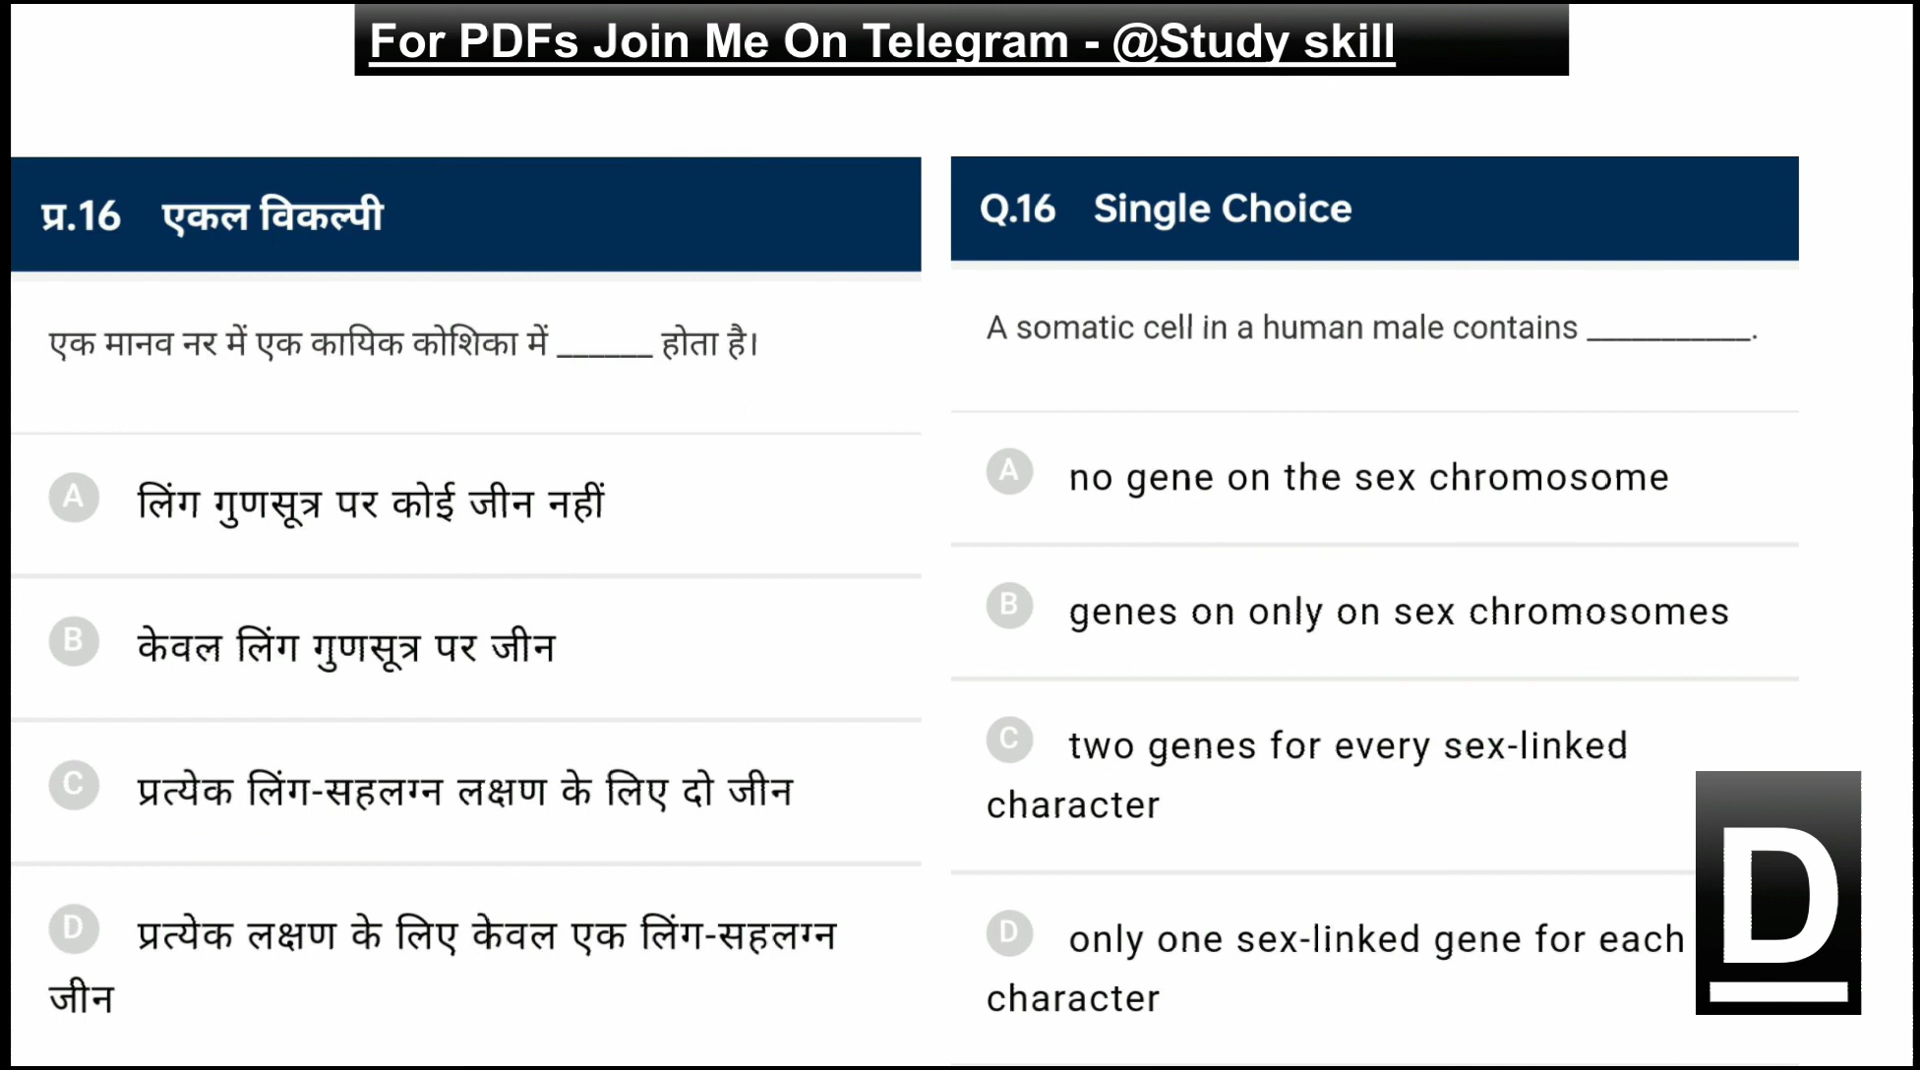 For PDFs Join Me On Telegram - @Study skill
प्र.16 एकल विकल्पी
एक मानव नर में एक कायिक कोशिका में ______ होता है।
A लिंग गुणसूत्र पर कोई जीन नहीं
B केवल लिंग गुणसूत्र पर जीन
C प्रत्येक लिंग-सहलग्न लक्षण के लिए दो जीन
D प्रत्येक लक्षण के लिए केवल एक लिंग-सहलग्न
जीन
Q.16 Single Choice
A somatic cell in a human male contains __________.
A no gene on the sex chromosome
B genes on only on sex chromosomes
C two genes for every sex-linked
character
D only one sex-linked gene for each
character
D